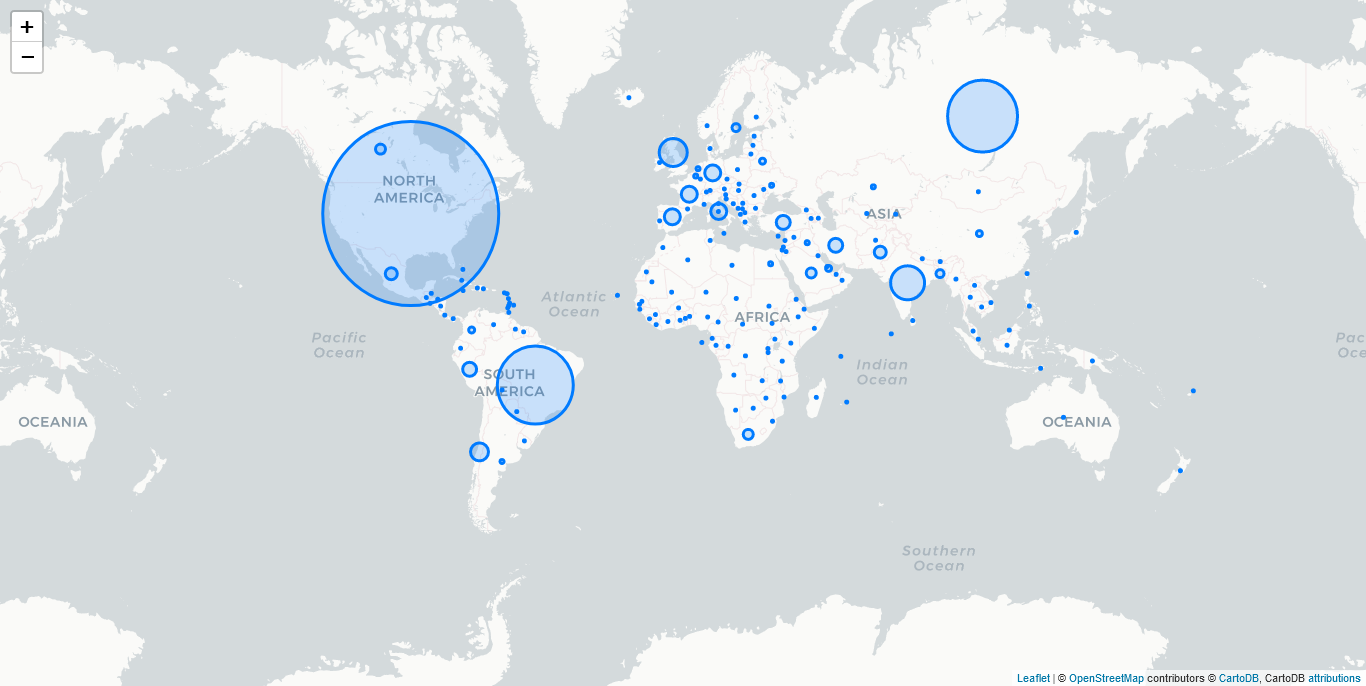 +
−
NORTH
AMERICA
ASIA
Atlantic
Ocean
AFRICA
Pacific
Ocean
Indian
Ocean
Pac
Oce
SOUTH
AMERICA
OCEANIA
OCEANIA
Southern
Ocean
Leaflet | © OpenStreetMap contributors © CartoDB, CartoDB attributions